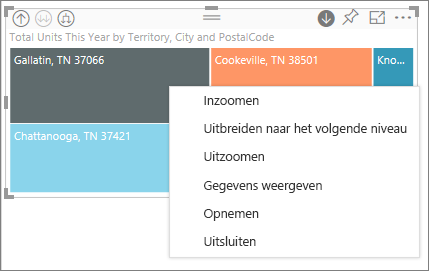 Total Units This Year by Territory, City and PostalCode
Gallatin, TN 37066
Cookeville, TN 38501
Kno...
Chattanooga, TN 37421
Inzoomen
Uitbreiden naar het volgende niveau
Uitzoomen
Gegevens weergeven
Opnemen
Uitsluiten